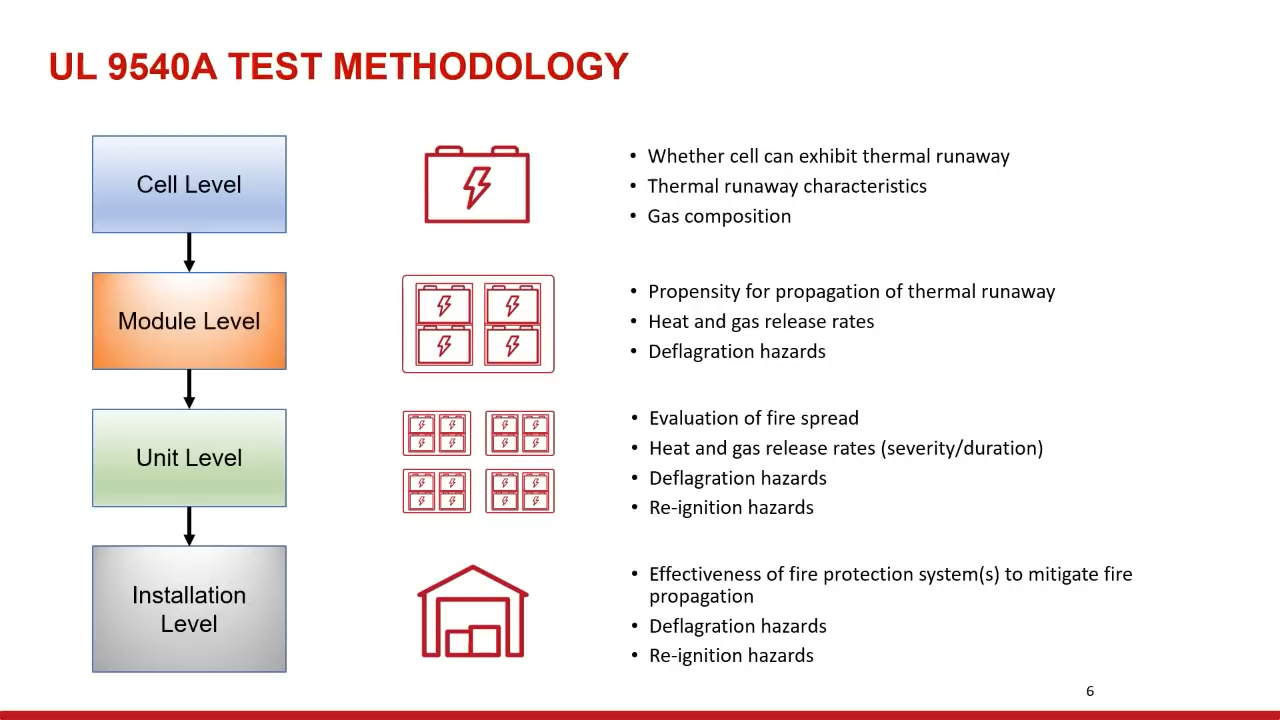 UL 9540A TEST METHODOLOGY
Cell Level
• Whether cell can exhibit thermal runaway
• Thermal runaway characteristics
• Gas composition
Module Level
• Propensity for propagation of thermal runaway
• Heat and gas release rates
• Deflagration hazards
Unit Level
• Evaluation of fire spread
• Heat and gas release rates (severity/duration)
• Deflagration hazards
• Re-ignition hazards
Installation
Level
• Effectiveness of fire protection system(s) to mitigate fire
propagation
• Deflagration hazards
• Re-ignition hazards
6